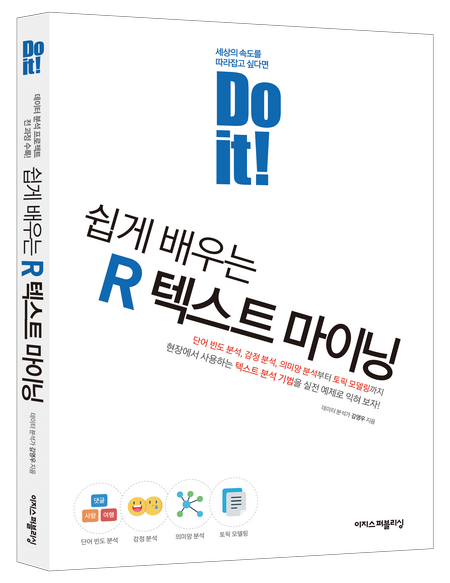 Do
it!
데이터 분석 프로젝트
전 과정 수록!
쉽게 배우는 R 텍스트 마이닝
데이터 분석가 김영우 지음
이지스퍼블리싱
세상의 속도를
따라잡고 싶다면
Do
it!
쉽게 배우는
R 텍스트 마이닝
단어 빈도 분석, 감정 분석, 의미망 분석부터 토픽 모델링까지
현장에서 사용하는 텍스트 분석 기법을 실전 예제로 익혀 보자!
데이터 분석가 김영우 지음
댓글
사람 여행
단어 빈도 분석 감정 분석 의미망 분석 토픽 모델링
이지스퍼블리싱